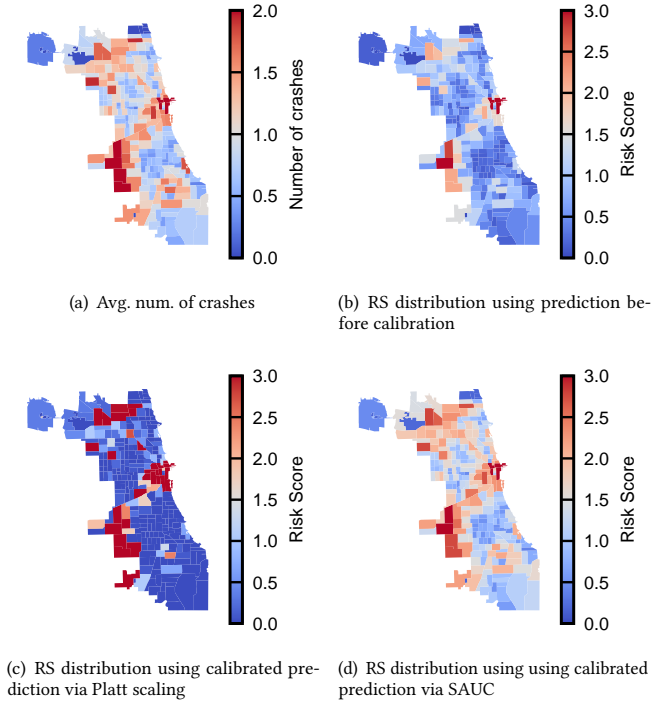 2.0
1.5
1.0
0.5
0.0
Number of crashes
3.0
2.5
2.0
1.5
1.0
0.5
0.0
Risk Score
(a) Avg. num. of crashes
(b) RS distribution using prediction be-
fore calibration
3.0
2.5
2.0
1.5
1.0
0.5
0.0
Risk Score
3.0
2.5
2.0
1.5
1.0
0.5
0.0
Risk Score
(c) RS distribution using calibrated pre-
diction via Platt scaling
(d) RS distribution using using calibrated
prediction via SAUC